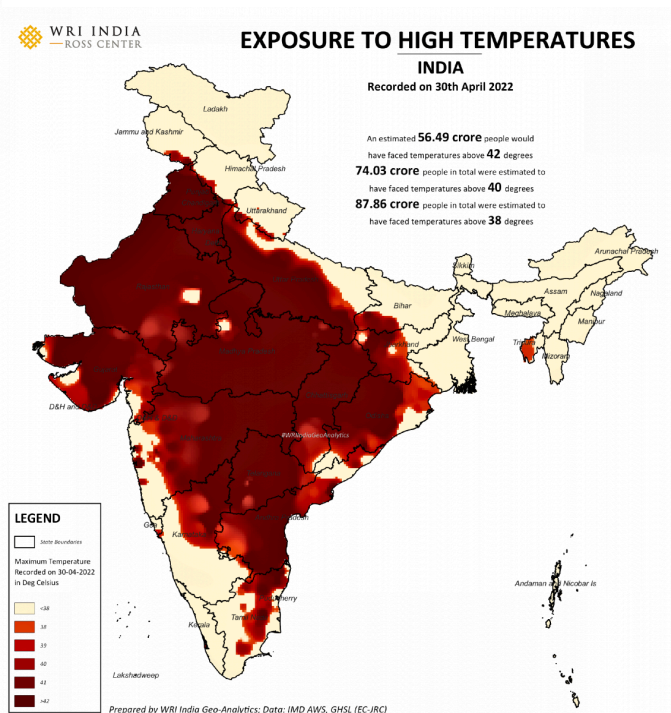 WRI INDIA
ROSS CENTER
EXPOSURE TO HIGH TEMPERATURES
INDIA
Recorded on 30th April 2022
An estimated 56.49 crore people would
have faced temperatures above 42 degrees
74.03 crore people in total were estimated to
have faced temperatures above 40 degrees
87.86 crore people in total were estimated to
have faced temperatures above 38 degrees
Ladakh
Jammu and Kashmir
Himachal Pradesh
Uttarakhand
Sikkim
Arunachal Pradesh
Assam
Nagaland
Meghalaya
Manipur
Bihar
West Bengal
Mizoram
D&H and
#WRIIndiaGeoAnalytics
Goa
Kerala
Andaman and Nicobar Is
Lakshadweep
LEGEND
State Boundaries
Maximum Temperature
Recorded on 30-04-2022
in Deg Celsius
<38
38
39
40
41
>42
Prepared by WRI India Geo-Analytics; Data: IMD AWS, GHSL (EC-JRC)